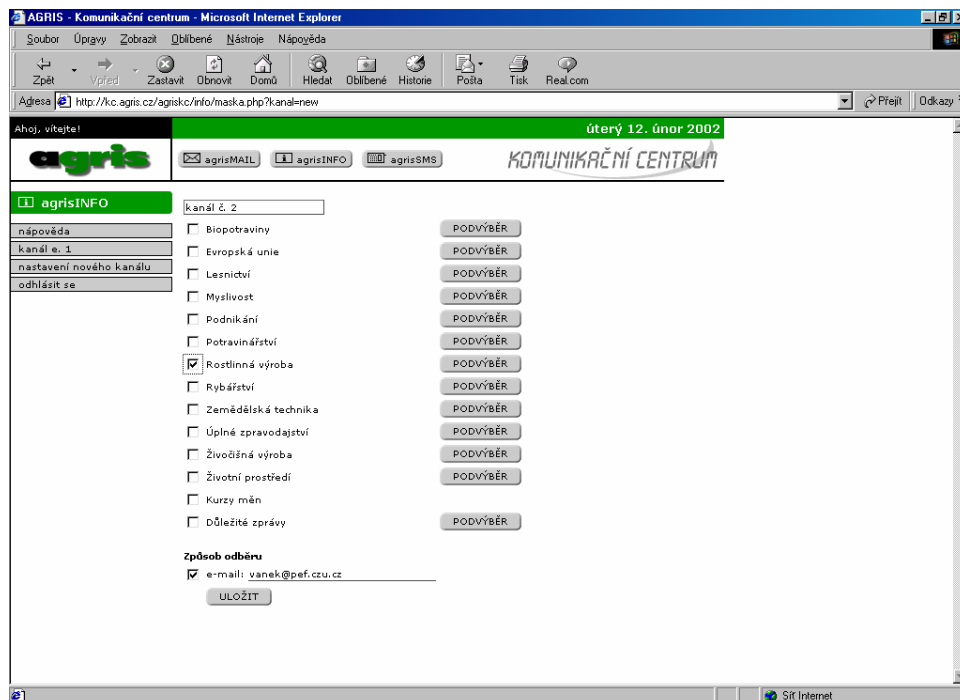 AGRIS - Komunikační centrum - Microsoft Internet Explorer
Soubor Úpravy Zobrazit Oblíbené Nástroje Nápověda
Zpět Vpřed Zastavit Obnovit Domů Hledat Oblíbené Historie Pošta Tisk Real.com
Adresa http://kc.agris.cz/agriskc/info/maska.php?kanal=new Přejít Odkazy
Ahoj, vítejte! úterý 12. únor 2002
agris agrisMAIL agrisINFO agrisSMS KOMUNIKAČNÍ CENTRUM
agrisINFO
nápověda
kanál e. 1
nastavení nového kanálu
odhlásit se
kanál č. 2
Biopotraviny PODVÝBĚR
Evropská unie PODVÝBĚR
Lesnictví PODVÝBĚR
Myslivost PODVÝBĚR
Podnikání PODVÝBĚR
Potravinářství PODVÝBĚR
Rostlinná výroba PODVÝBĚR
Rybářství PODVÝBĚR
Zemědělská technika PODVÝBĚR
Úplné zpravodajství PODVÝBĚR
Živočišná výroba PODVÝBĚR
Životní prostředí PODVÝBĚR
Kurzy měn
Důležité zprávy PODVÝBĚR
Způsob odběru
e-mail: vanek@pef.czu.cz
ULOŽIT
Síť Internet